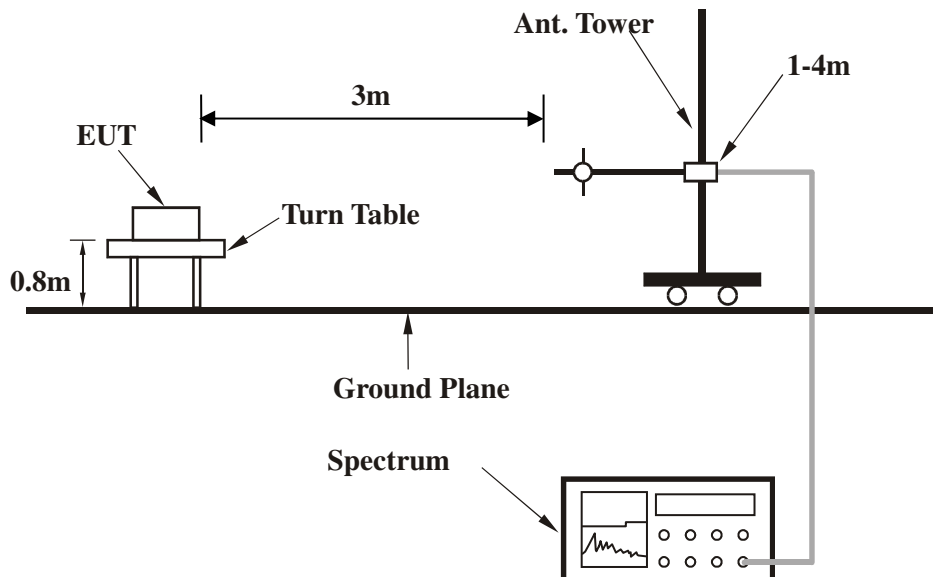 Ant. Tower
1-4m
3m
EUT
Turn Table
0.8m
Ground Plane
Spectrum